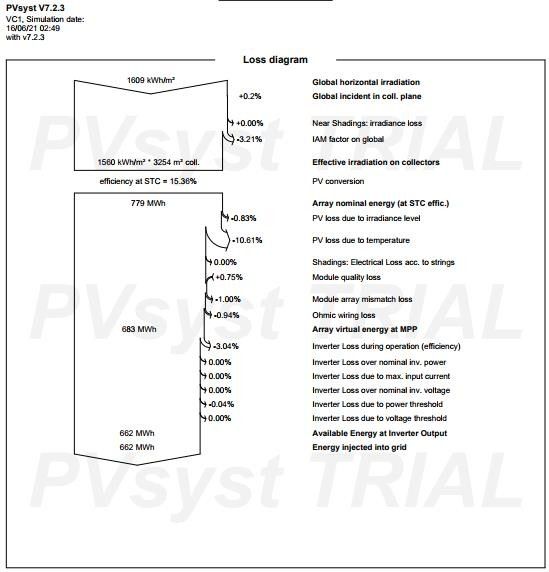 PVsyst V7.2.3
VC1, Simulation date:
16/06/21 02:49
with v7.2.3
Loss diagram
1609 kWh/m² Global horizontal irradiation
+0.2% Global incident in coll. plane
+0.00% Near Shadings: irradiance loss
-3.21% IAM factor on global
1560 kWh/m² * 3254 m² coll. Effective irradiation on collectors
efficiency at STC = 15.36% PV conversion
779 MWh Array nominal energy (at STC effic.)
-0.83% PV loss due to irradiance level
-10.61% PV loss due to temperature
0.00% Shadings: Electrical Loss acc. to strings
+0.75% Module quality loss
-1.00% Module array mismatch loss
-0.94% Ohmic wiring loss
683 MWh Array virtual energy at MPP
-3.04% Inverter Loss during operation (efficiency)
0.00% Inverter Loss over nominal inv. power
0.00% Inverter Loss due to max. input current
0.00% Inverter Loss over nominal inv. voltage
-0.04% Inverter Loss due to power threshold
0.00% Inverter Loss due to voltage threshold
662 MWh Available Energy at Inverter Output
662 MWh Energy injected into grid
PVsyst TRIAL
PVsyst TRIAL
PVsyst TRIAL